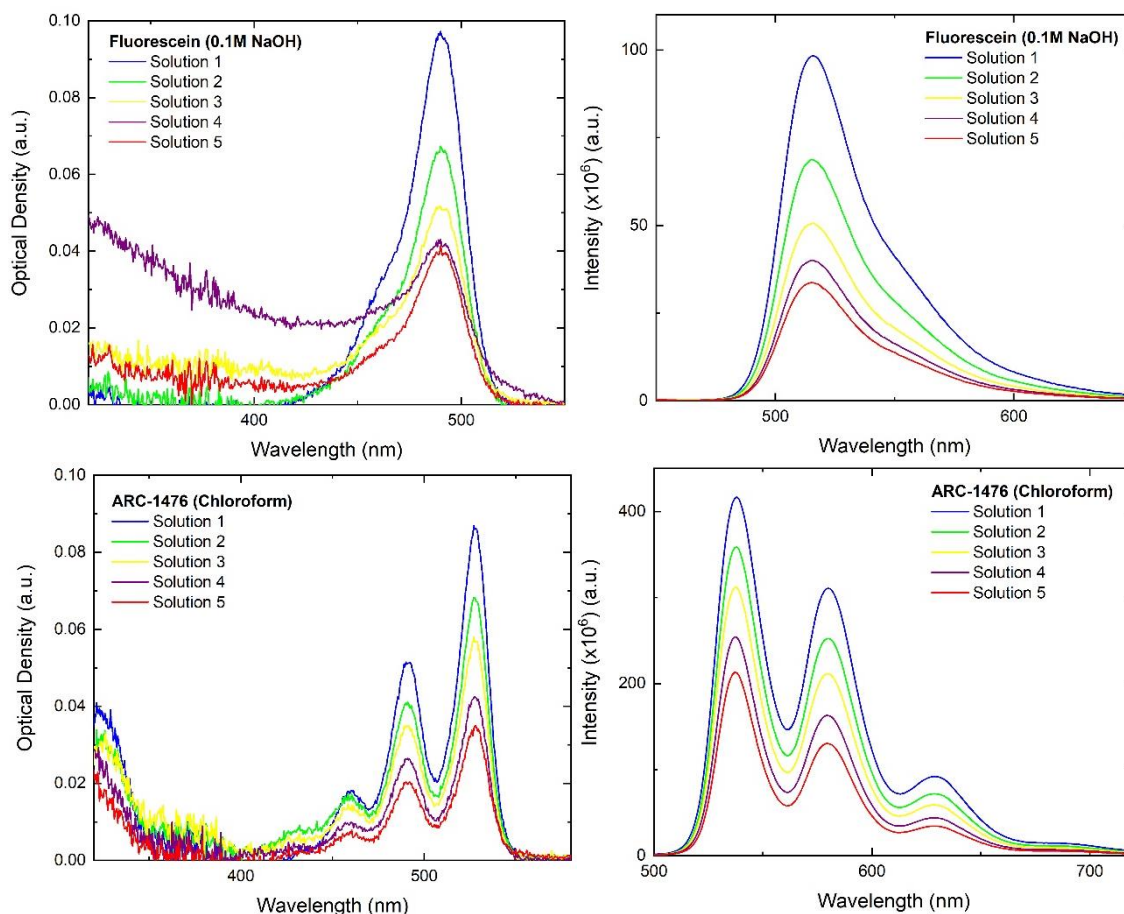 Fluorescein (0.1M NaOH)
Solution 1
Solution 2
Solution 3
Solution 4
Solution 5
0.10
0.08
0.06
0.04
0.02
0.00
400
500
Optical Density (a.u.)
Wavelength (nm)
Fluorescein (0.1M NaOH)
Solution 1
Solution 2
Solution 3
Solution 4
Solution 5
100
50
0
500
600
Intensity (x10⁶) (a.u.)
Wavelength (nm)
ARC-1476 (Chloroform)
Solution 1
Solution 2
Solution 3
Solution 4
Solution 5
0.10
0.08
0.06
0.04
0.02
0.00
400
500
Optical Density (a.u.)
Wavelength (nm)
ARC-1476 (Chloroform)
Solution 1
Solution 2
Solution 3
Solution 4
Solution 5
400
200
0
500
600
700
Intensity (x10⁶) (a.u.)
Wavelength (nm)